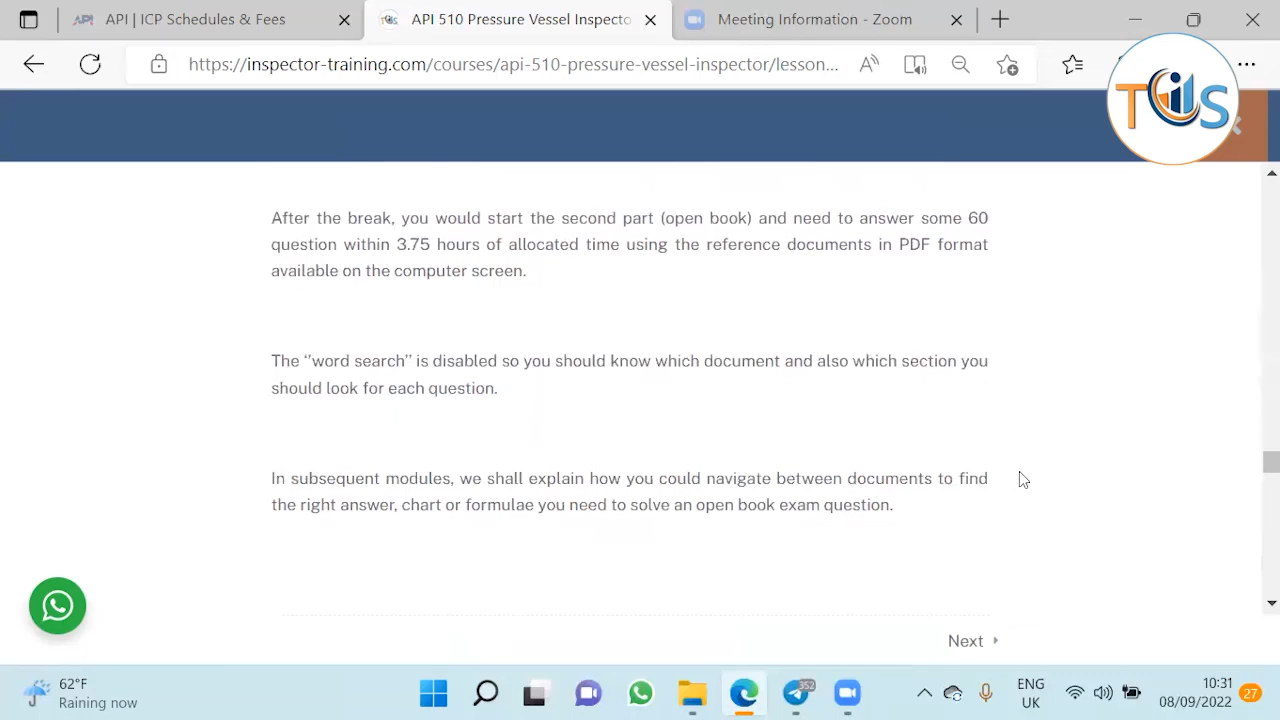 API | ICP Schedules & Fees
API 510 Pressure Vessel Inspecto
Meeting Information - Zoom
https://inspector-training.com/courses/api-510-pressure-vessel-inspector/lesson...
TIS
After the break, you would start the second part (open book) and need to answer some 60
question within 3.75 hours of allocated time using the reference documents in PDF format
available on the computer screen.
The ‘’word search’’ is disabled so you should know which document and also which section you
should look for each question.
In subsequent modules, we shall explain how you could navigate between documents to find
the right answer, chart or formulae you need to solve an open book exam question.
Next
62°F
Raining now
352
ENG
UK
10:31
08/09/2022
27